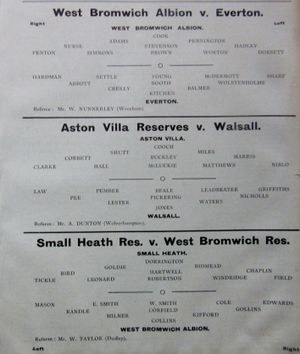 West Bromwich Albion v. Everton.
Right Left
WEST BROMWICH ALBION.
COOK
ADAMS PENNINGTON
NURSE STEVENSON HADLEY
FENTON SIMMONS BROWN WORTON DORSETT
HARDMAN SETTLE YOUNG McDERMOTT SHARP
ABBOTT BOOTH WOLSTENHOLME
CRELLY BALMER
KITCHEN
EVERTON.
Referee : Mr. W. NUNNERLEY (Wrexham).
Aston Villa Reserves v. Walsall.
ASTON VILLA.
COOCH
SHUTT MILES
CORBETT BUCKLEY HARRIS
CLARKE HALL McLUCKIE MATTHEWS NIBLO
LAW PEMBER BEALE LEADBEATER GRIFFITHS
PEE PICKERING NICHOLLS
LESTER WATERS
JONES
WALSALL.
Referee : Mr. A. DUNTON (Wolverhampton).
Small Heath Res. v. West Bromwich Res.
SMALL HEATH.
DORRINGTON
GOLDIE BIDMEAD
BIRD HARTWELL CHAPLIN
TICKLE LEONARD ROBERTSON WINDRIDGE FIELD
MASON E. SMITH W. SMITH COLE EDWARDS
RANDLE CORFIELD GOLLINS
MILNER KIFFORD
COLLINS
WEST BROMWICH ALBION.
Referee : Mr. W. TAYLOR (Dudley).
Left Right